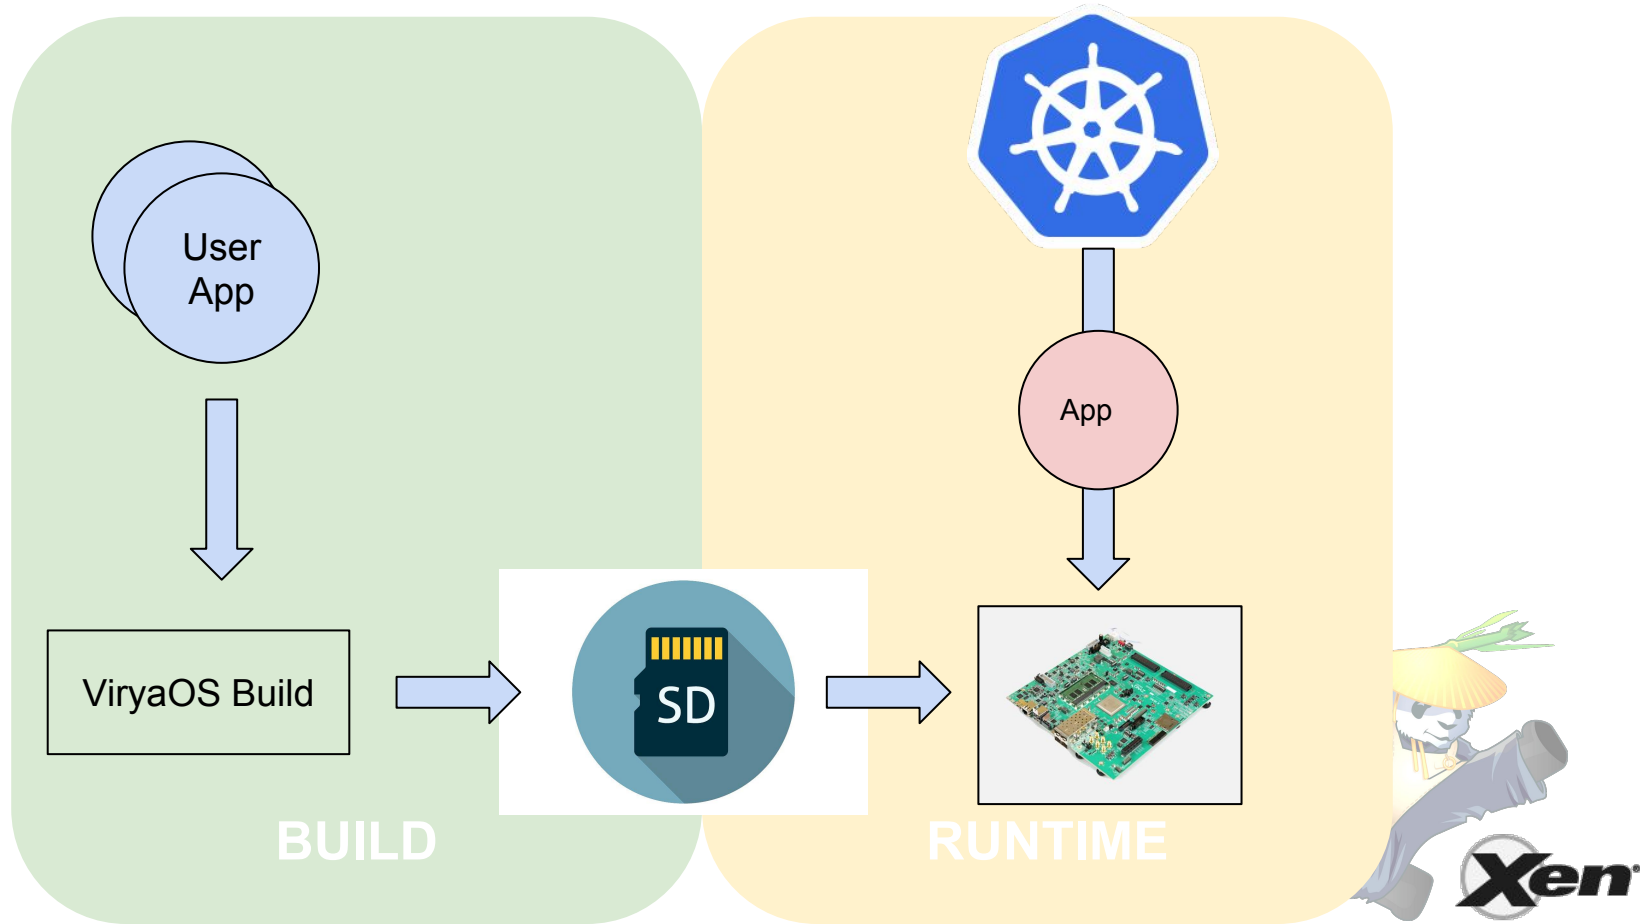 User
App
App
ViryaOS Build
SD
BUILD
RUNTIME
Xen